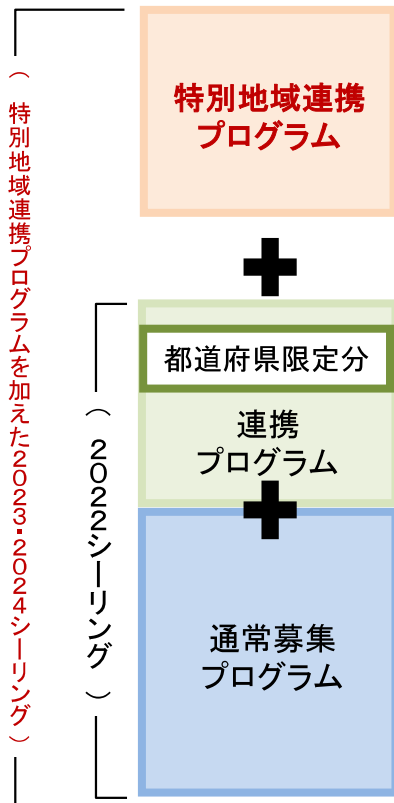 （特別地域連携プログラムを加えた2023・2024シーリング）
特別地域連携
プログラム
（2022シーリング）
都道府県限定分
連携
プログラム
通常募集
プログラム